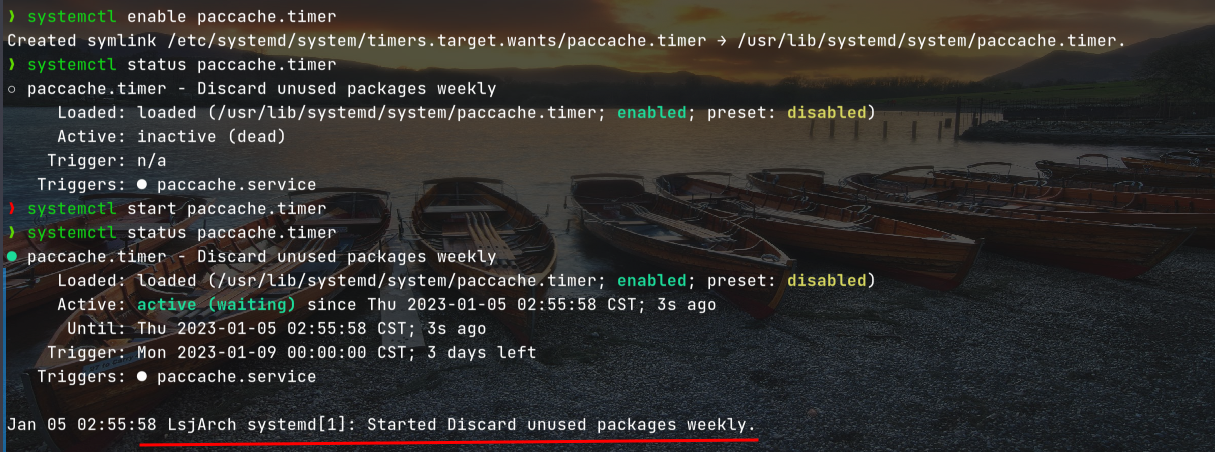 ❯ systemctl enable paccache.timer
Created symlink /etc/systemd/system/timers.target.wants/paccache.timer → /usr/lib/systemd/system/paccache.timer.
❯ systemctl status paccache.timer
○ paccache.timer - Discard unused packages weekly
     Loaded: loaded (/usr/lib/systemd/system/paccache.timer; enabled; preset: disabled)
     Active: inactive (dead)
    Trigger: n/a
   Triggers: ● paccache.service
❯ systemctl start paccache.timer
❯ systemctl status paccache.timer
● paccache.timer - Discard unused packages weekly
     Loaded: loaded (/usr/lib/systemd/system/paccache.timer; enabled; preset: disabled)
     Active: active (waiting) since Thu 2023-01-05 02:55:58 CST; 3s ago
      Until: Thu 2023-01-05 02:55:58 CST; 3s ago
    Trigger: Mon 2023-01-09 00:00:00 CST; 3 days left
   Triggers: ● paccache.service
Jan 05 02:55:58 LsjArch systemd[1]: Started Discard unused packages weekly.